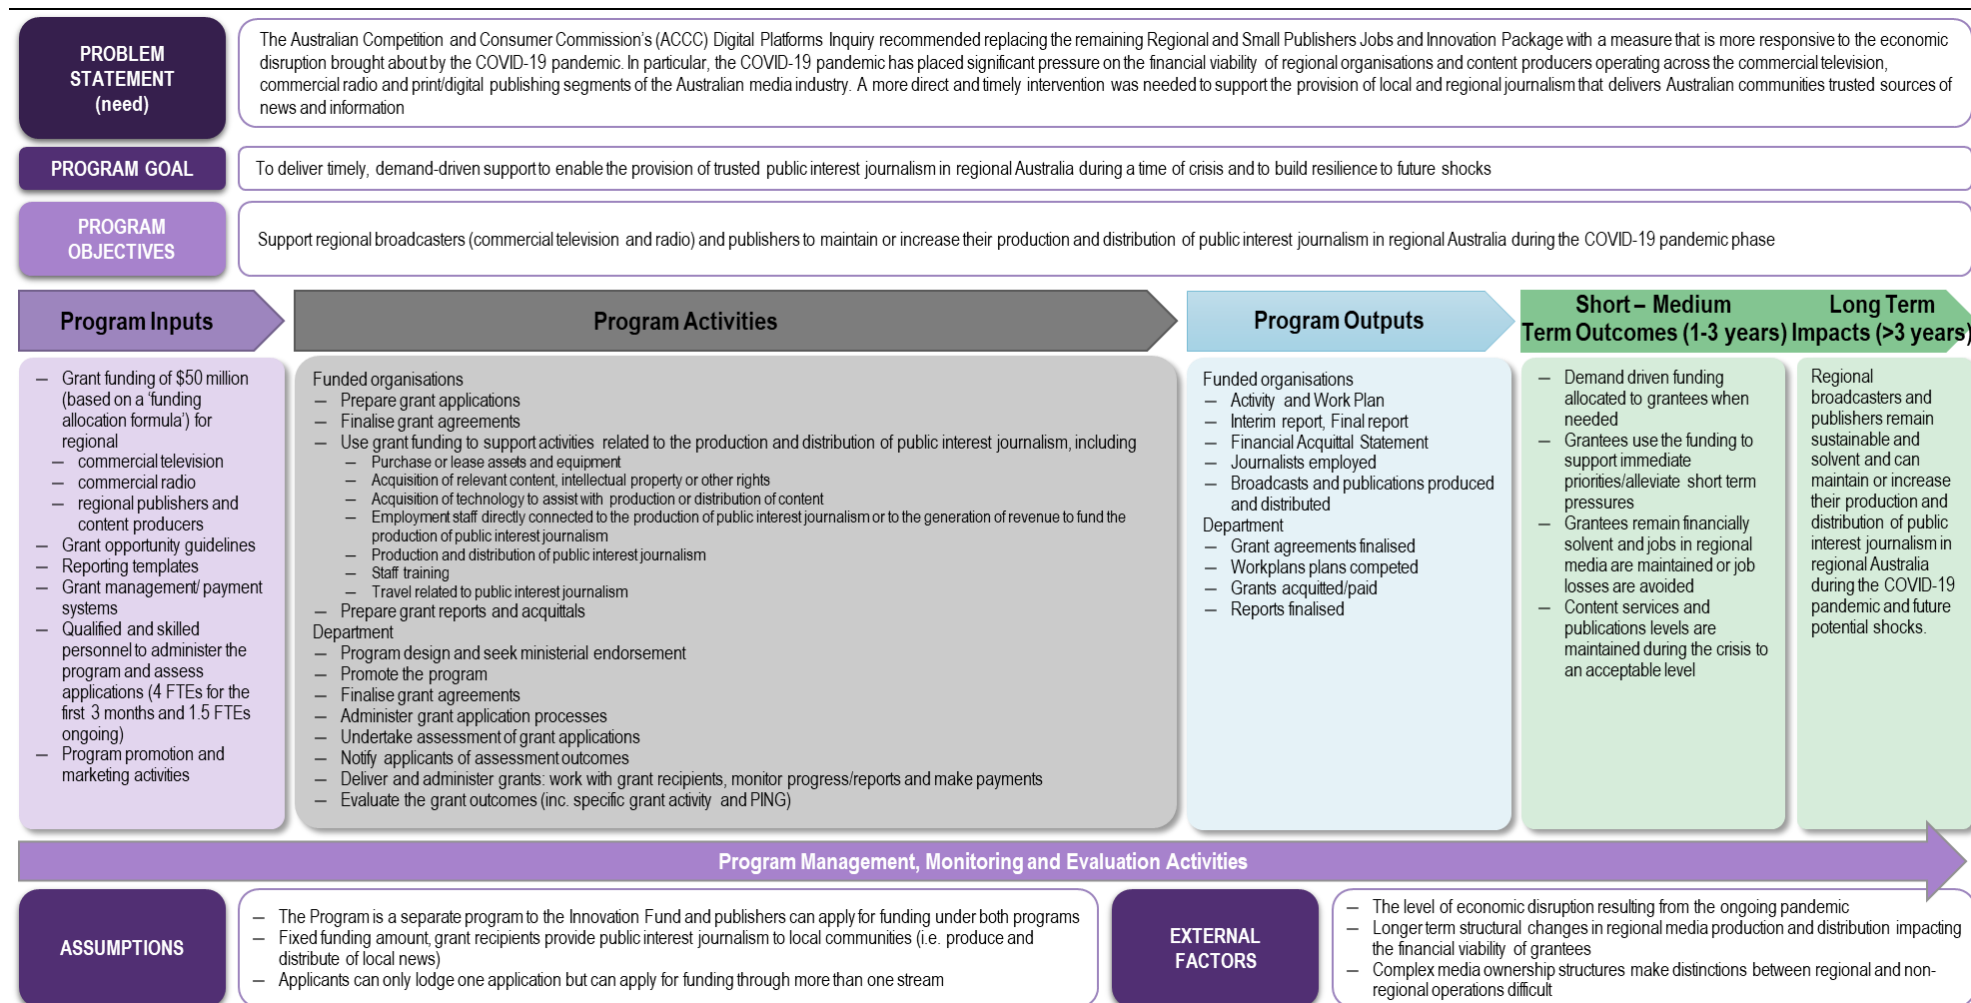 PROBLEM
STATEMENT
(need)
The Australian Competition and Consumer Commission's (ACCC) Digital Platforms Inquiry recommended replacing the remaining Regional and Small Publishers Jobs and Innovation Package with a measure that is more responsive to the economic
disruption brought about by the COVID-19 pandemic. In particular, the COVID-19 pandemic has placed significant pressure on the financial viability of regional organisations and content producers operating across the commercial television,
commercial radio and print/digital publishing segments of the Australian media industry. A more direct and timely intervention was needed to support the provision of local and regional journalism that delivers Australian communities trusted sources of
news and information
PROGRAM GOAL
To deliver timely, demand-driven support to enable the provision of trusted public interest journalism in regional Australia during a time of crisis and to build resilience to future shocks
PROGRAM
OBJECTIVES
Support regional broadcasters (commercial television and radio) and publishers to maintain or increase their production and distribution of public interest journalism in regional Australia during the COVID-19 pandemic phase
Program Inputs
– Grant funding of $50 million
(based on a 'funding
allocation formula') for
regional
– commercial television
– commercial radio
– regional publishers and
content producers
– Grant opportunity guidelines
– Reporting templates
– Grant management/ payment
systems
– Qualified and skilled
personnel to administer the
program and assess
applications (4 FTEs for the
first 3 months and 1.5 FTEs
ongoing)
– Program promotion and
marketing activities
Program Activities
Funded organisations
– Prepare grant applications
– Finalise grant agreements
– Use grant funding to support activities related to the production and distribution of public interest journalism, including
– Purchase or lease assets and equipment
– Acquisition of relevant content, intellectual property or other rights
– Acquisition of technology to assist with production or distribution of content
– Employment staff directly connected to the production of public interest journalism or to the generation of revenue to fund the
production of public interest journalism
– Production and distribution of public interest journalism
– Staff training
– Travel related to public interest journalism
– Prepare grant reports and acquittals
Department
– Program design and seek ministerial endorsement
– Promote the program
– Finalise grant agreements
– Administer grant application processes
– Undertake assessment of grant applications
– Notify applicants of assessment outcomes
– Deliver and administer grants: work with grant recipients, monitor progress/reports and make payments
– Evaluate the grant outcomes (inc. specific grant activity and PING)
Program Outputs
Funded organisations
– Activity and Work Plan
– Interim report, Final report
– Financial Acquittal Statement
– Journalists employed
– Broadcasts and publications produced
and distributed
Department
– Grant agreements finalised
– Workplans plans competed
– Grants acquitted/paid
– Reports finalised
Short – Medium
Term Outcomes (1-3 years)
– Demand driven funding
allocated to grantees when
needed
– Grantees use the funding to
support immediate
priorities/alleviate short term
pressures
– Grantees remain financially
solvent and jobs in regional
media are maintained or job
losses are avoided
– Content services and
publications levels are
maintained during the crisis to
an acceptable level
Long Term
Impacts (>3 years)
Regional
broadcasters and
publishers remain
sustainable and
solvent and can
maintain or increase
their production and
distribution of public
interest journalism in
regional Australia
during the COVID-19
pandemic and future
potential shocks.
Program Management, Monitoring and Evaluation Activities
ASSUMPTIONS
– The Program is a separate program to the Innovation Fund and publishers can apply for funding under both programs
– Fixed funding amount, grant recipients provide public interest journalism to local communities (i.e. produce and
distribute of local news)
– Applicants can only lodge one application but can apply for funding through more than one stream
EXTERNAL
FACTORS
– The level of economic disruption resulting from the ongoing pandemic
– Longer term structural changes in regional media production and distribution impacting
the financial viability of grantees
– Complex media ownership structures make distinctions between regional and non-
regional operations difficult